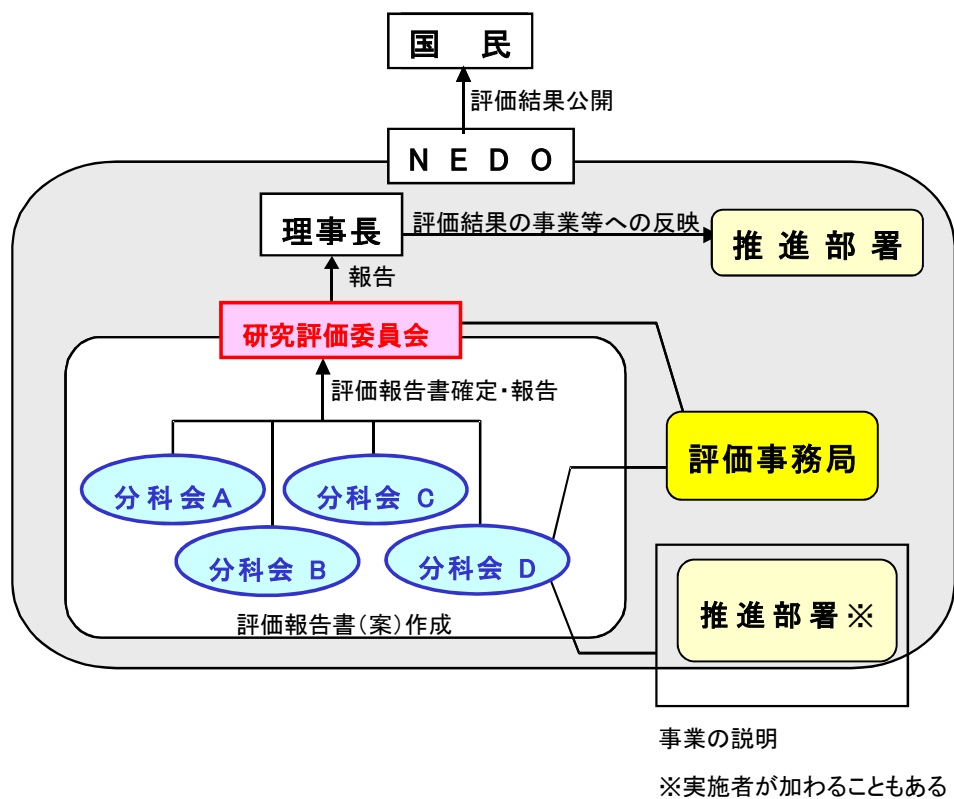 国　民
評価結果公開
ＮＥＤＯ
理事長
評価結果の事業等への反映
推進部署
報告
研究評価委員会
評価報告書確定・報告
評価事務局
分科会A
分科会 C
分科会 B
分科会 D
推進部署※
評価報告書（案）作成
事業の説明
※実施者が加わることもある